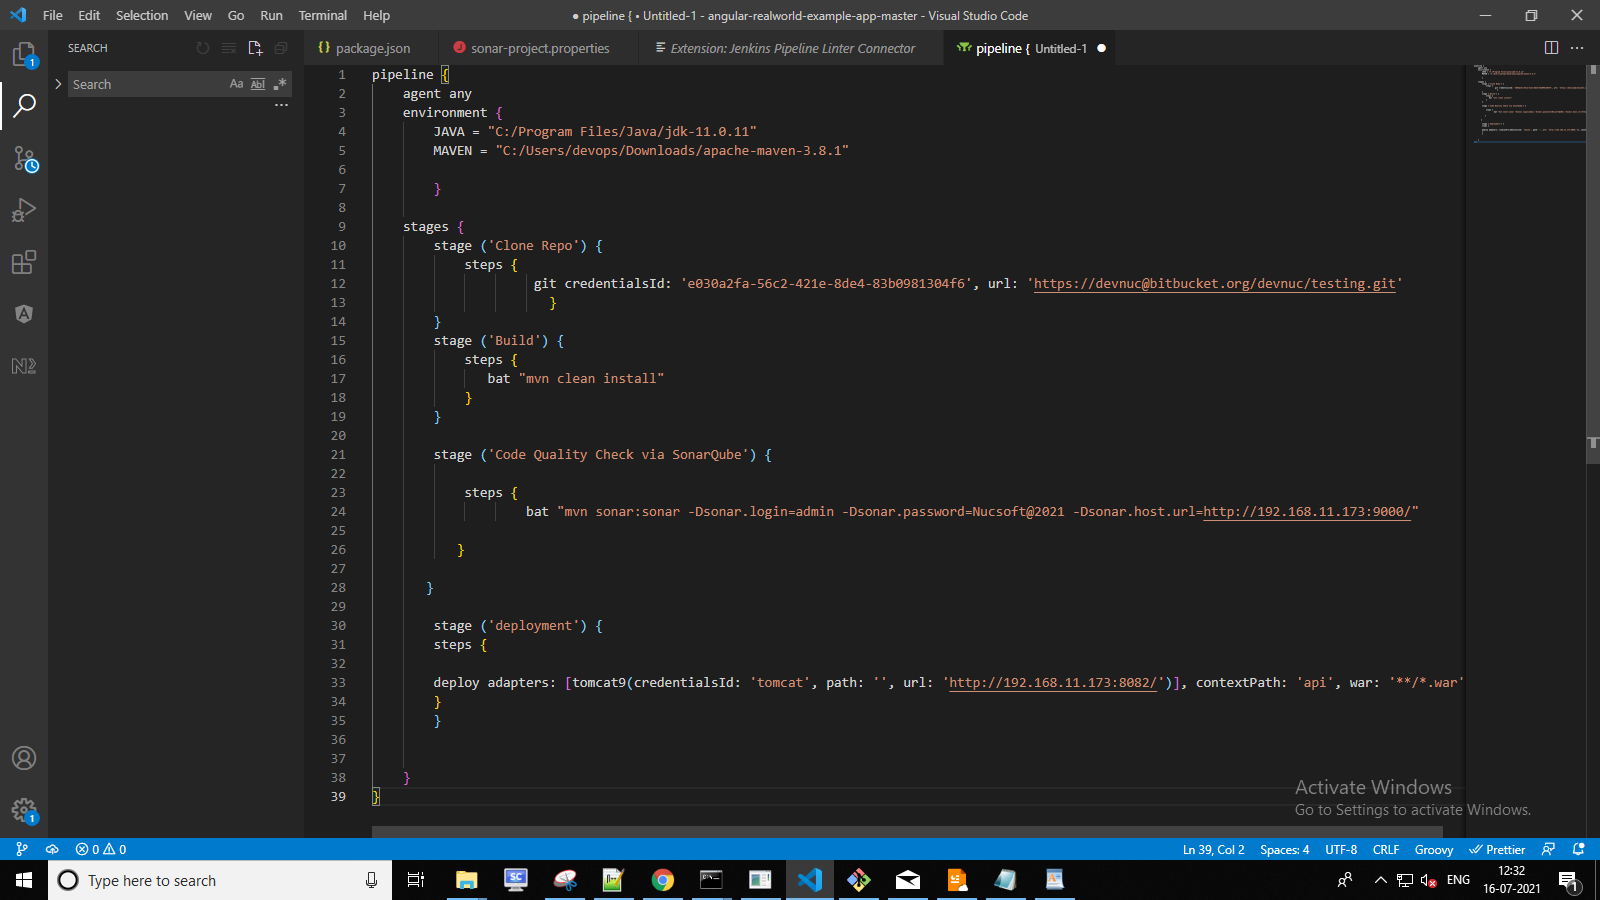 File Edit Selection View Go Run Terminal Help
● pipeline { • Untitled-1 - angular-realworld-example-app-master - Visual Studio Code
SEARCH
Search
Aa Abl .*
package.json
sonar-project.properties
Extension: Jenkins Pipeline Linter Connector
pipeline { Untitled-1 ●
1 pipeline {
2 agent any
3 environment {
4 JAVA = "C:/Program Files/Java/jdk-11.0.11"
5 MAVEN = "C:/Users/devops/Downloads/apache-maven-3.8.1"
6
7 }
8
9 stages {
10 stage ('Clone Repo') {
11 steps {
12 git credentialsId: 'e030a2fa-56c2-421e-8de4-83b0981304f6', url: 'https://devnuc@bitbucket.org/devnuc/testing.git'
13 }
14 }
15 stage ('Build') {
16 steps {
17 bat "mvn clean install"
18 }
19 }
20
21 stage ('Code Quality Check via SonarQube') {
22
23 steps {
24 bat "mvn sonar:sonar -Dsonar.login=admin -Dsonar.password=Nucsoft@2021 -Dsonar.host.url=http://192.168.11.173:9000/"
25
26 }
27
28 }
29
30 stage ('deployment') {
31 steps {
32
33 deploy adapters: [tomcat9(credentialsId: 'tomcat', path: '', url: 'http://192.168.11.173:8082/')], contextPath: 'api', war: '**/*.war'
34 }
35 }
36
37
38 }
39 }
Activate Windows
Go to Settings to activate Windows.
0 0
Ln 39, Col 2 Spaces: 4 UTF-8 CRLF Groovy Prettier
Type here to search
SC
ENG
12:32
16-07-2021
1